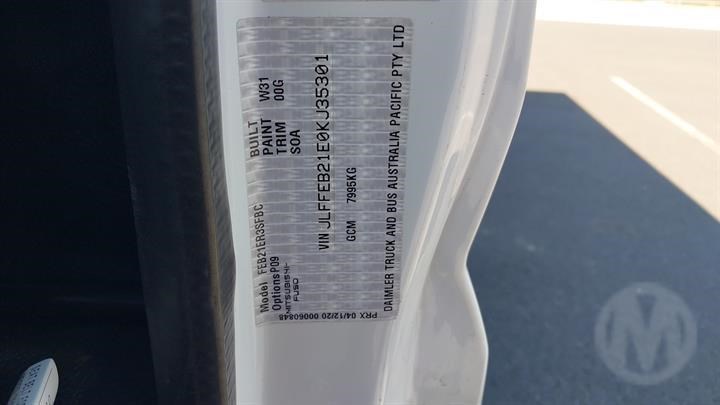 Model FEB21ER3SFBC
Options P09
MITSUBISHI-
FUSO
BUILT
PAINT W31
TRIM 00G
SOA
VIN JLFFEB21E0KJ35301
GCM 7995KG
PRX 04/12/20 00060848
DAIMLER TRUCK AND BUS AUSTRALIA PACIFIC PTY LTD
M